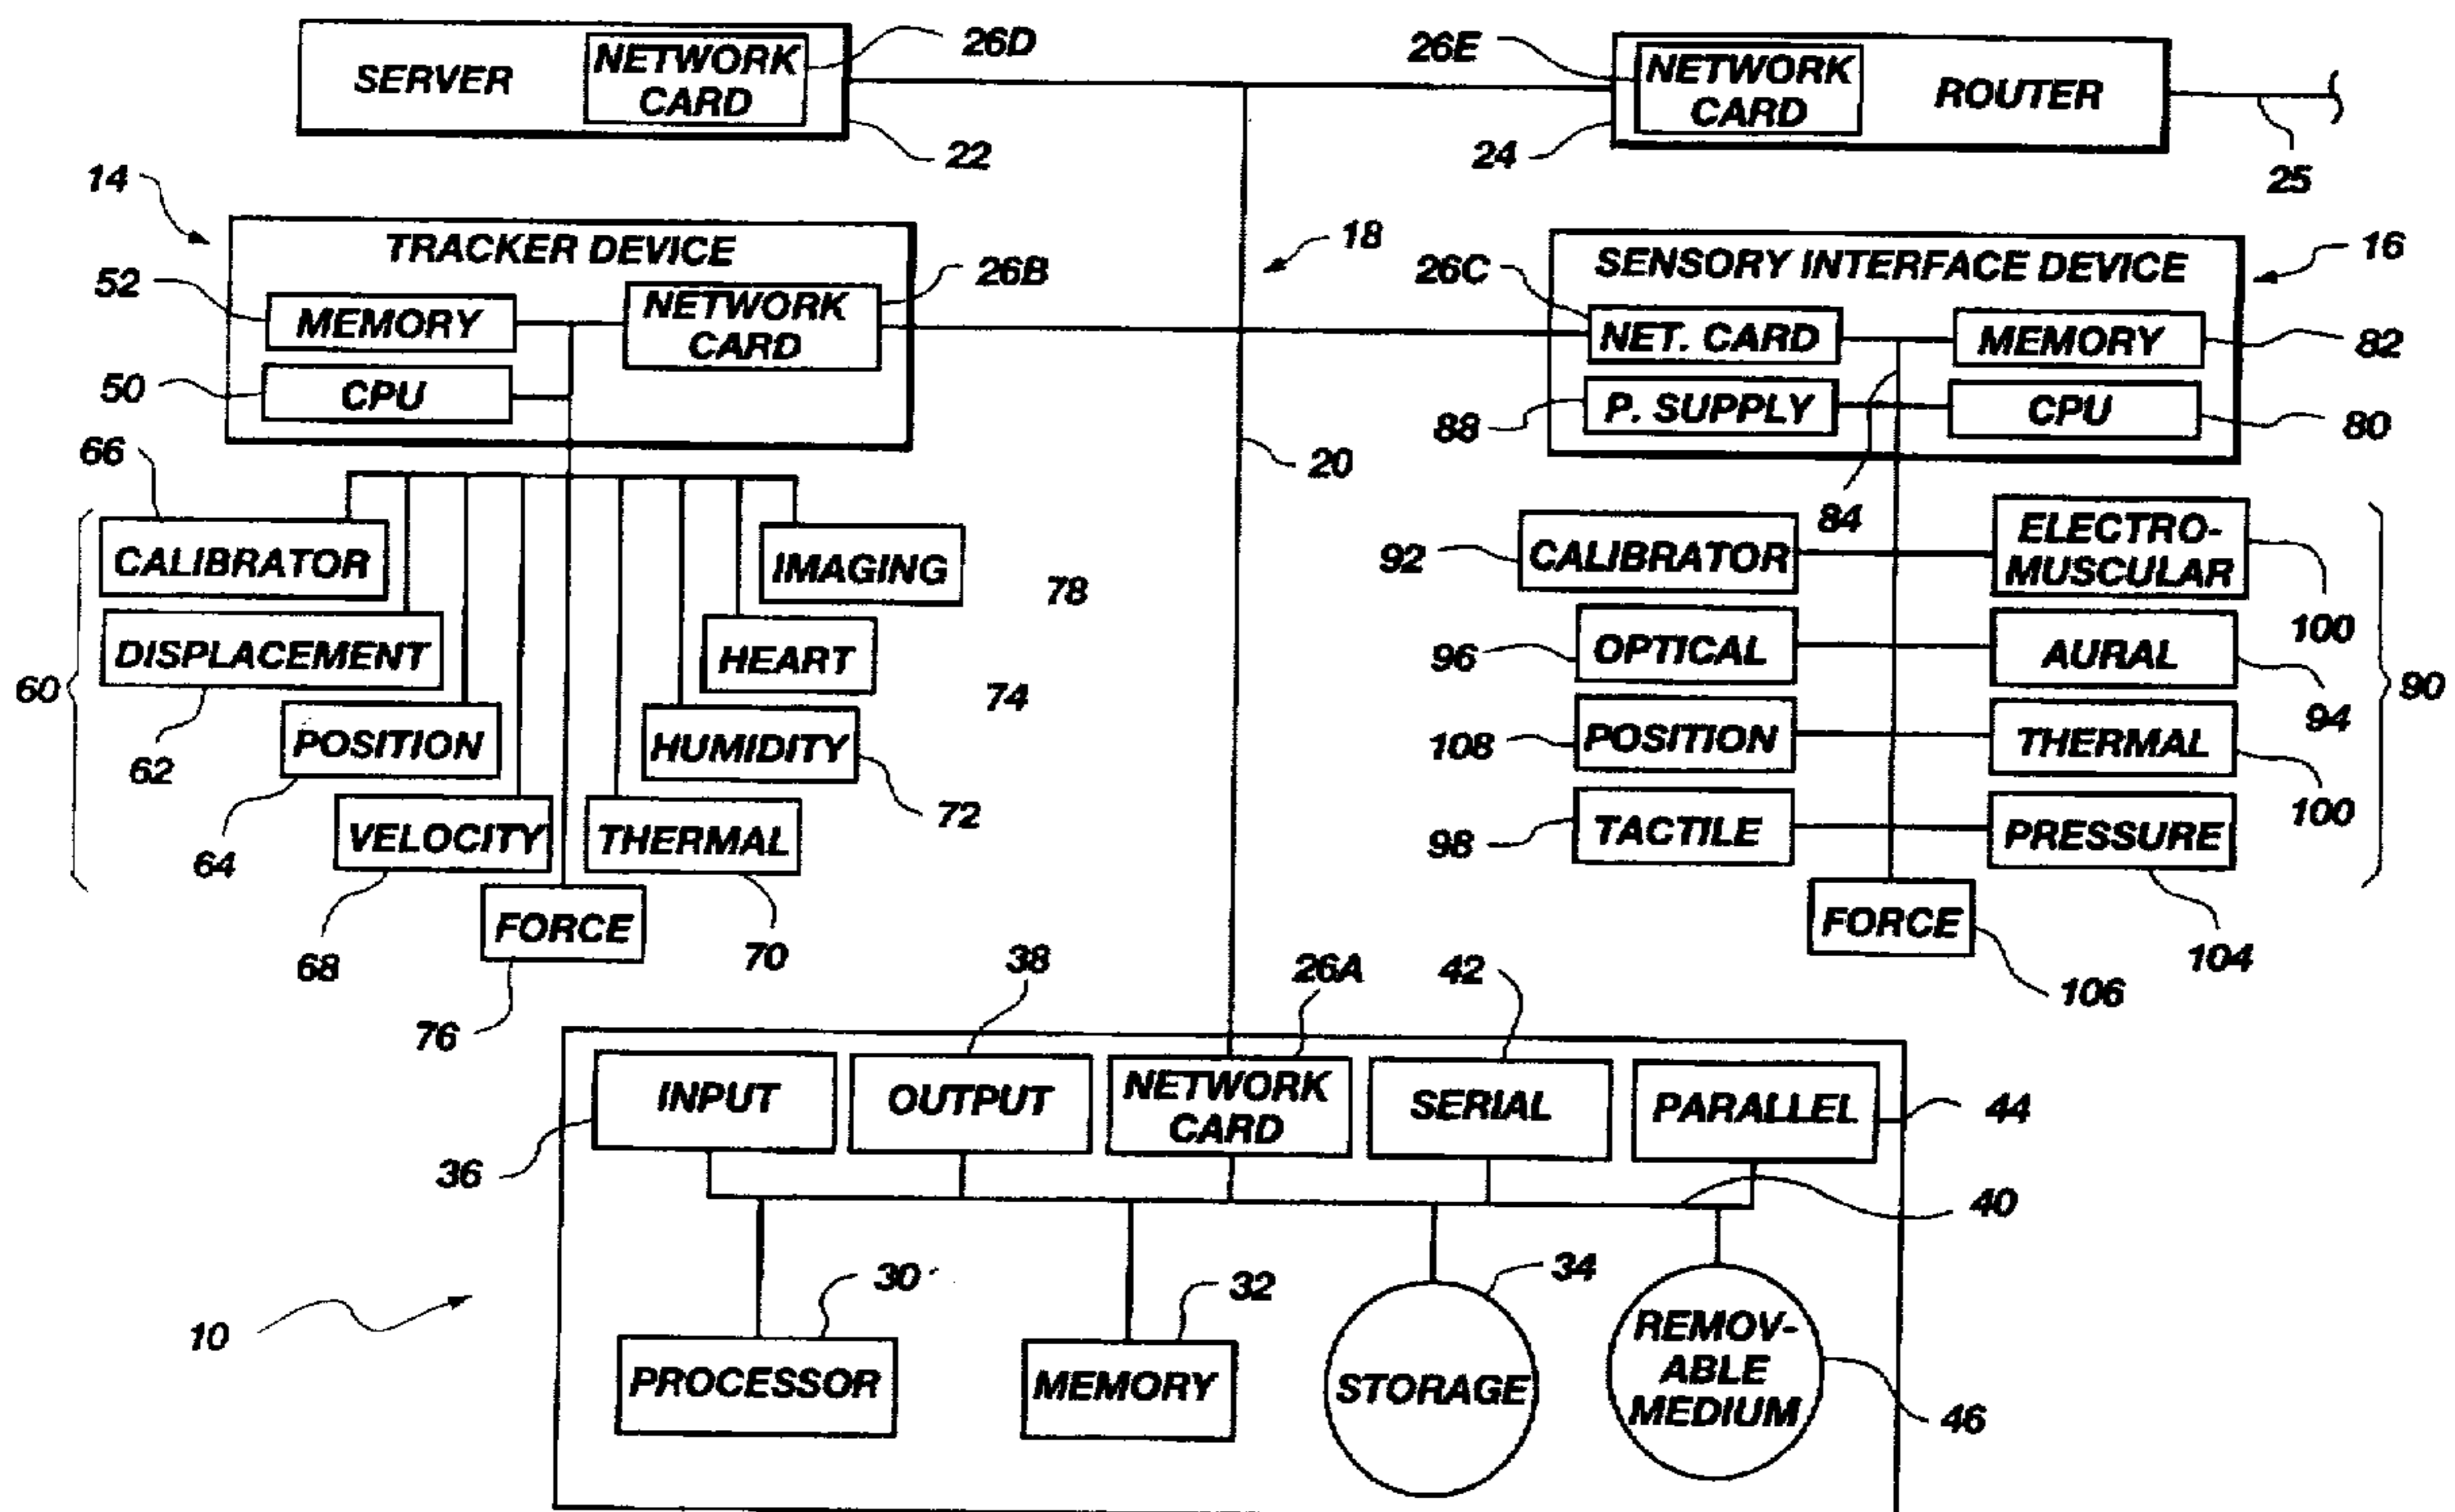 SERVER
NETWORK
CARD
26D
22
26E
NETWORK
CARD
ROUTER
24
25
14
TRACKER DEVICE
52
MEMORY
NETWORK
CARD
26B
50
CPU
18
20
SENSORY INTERFACE DEVICE
16
26C
NET. CARD
MEMORY
82
88
P. SUPPLY
CPU
80
84
66
60
CALIBRATOR
IMAGING
78
DISPLACEMENT
62
HEART
74
POSITION
64
HUMIDITY
72
VELOCITY
68
THERMAL
70
FORCE
76
92
CALIBRATOR
ELECTRO-
MUSCULAR
100
96
OPTICAL
AURAL
94
90
108
POSITION
THERMAL
100
98
TACTILE
PRESSURE
104
FORCE
106
38
26A
42
INPUT
OUTPUT
NETWORK
CARD
SERIAL
PARALLEL
44
36
40
10
30
32
34
PROCESSOR
MEMORY
STORAGE
REMOV-
ABLE
MEDIUM
46